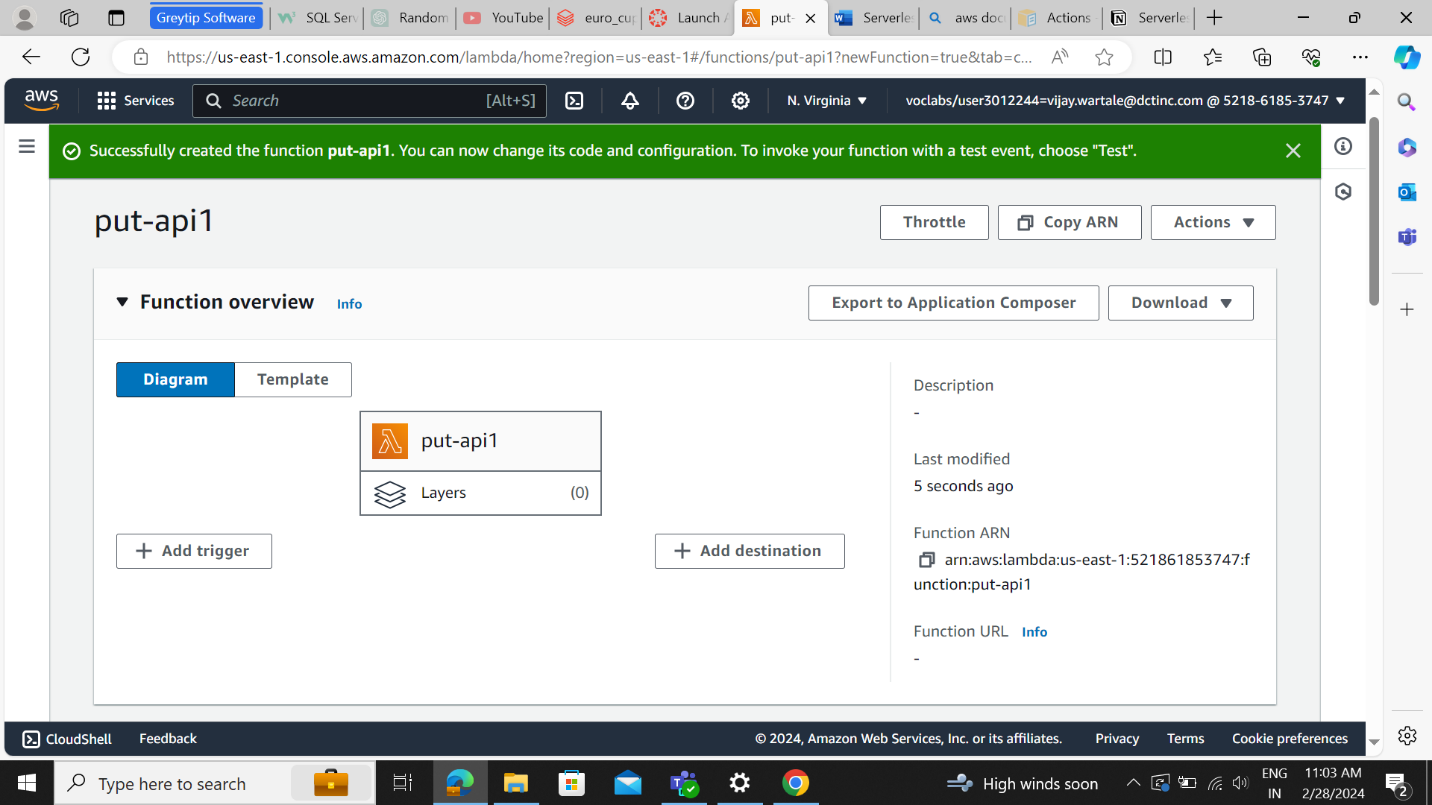 Greytip Software
SQL Serv
Random
YouTube
euro_cup
Launch A
put-
Serverles
aws doc
Actions
Serverle
https://us-east-1.console.aws.amazon.com/lambda/home?region=us-east-1#/functions/put-api1?newFunction=true&tab=c...
aws
Services
Search
[Alt+S]
N. Virginia
voclabs/user3012244=vijay.wartale@dctinc.com @ 5218-6185-3747
Successfully created the function put-api1. You can now change its code and configuration. To invoke your function with a test event, choose "Test".
put-api1
Throttle
Copy ARN
Actions
Function overview
Info
Export to Application Composer
Download
Diagram
Template
put-api1
Layers
(0)
Add trigger
Add destination
Description
-
Last modified
5 seconds ago
Function ARN
arn:aws:lambda:us-east-1:521861853747:f
unction:put-api1
Function URL Info
-
CloudShell
Feedback
© 2024, Amazon Web Services, Inc. or its affiliates.
Privacy
Terms
Cookie preferences
Type here to search
High winds soon
ENG
IN
11:03 AM
2/28/2024
2